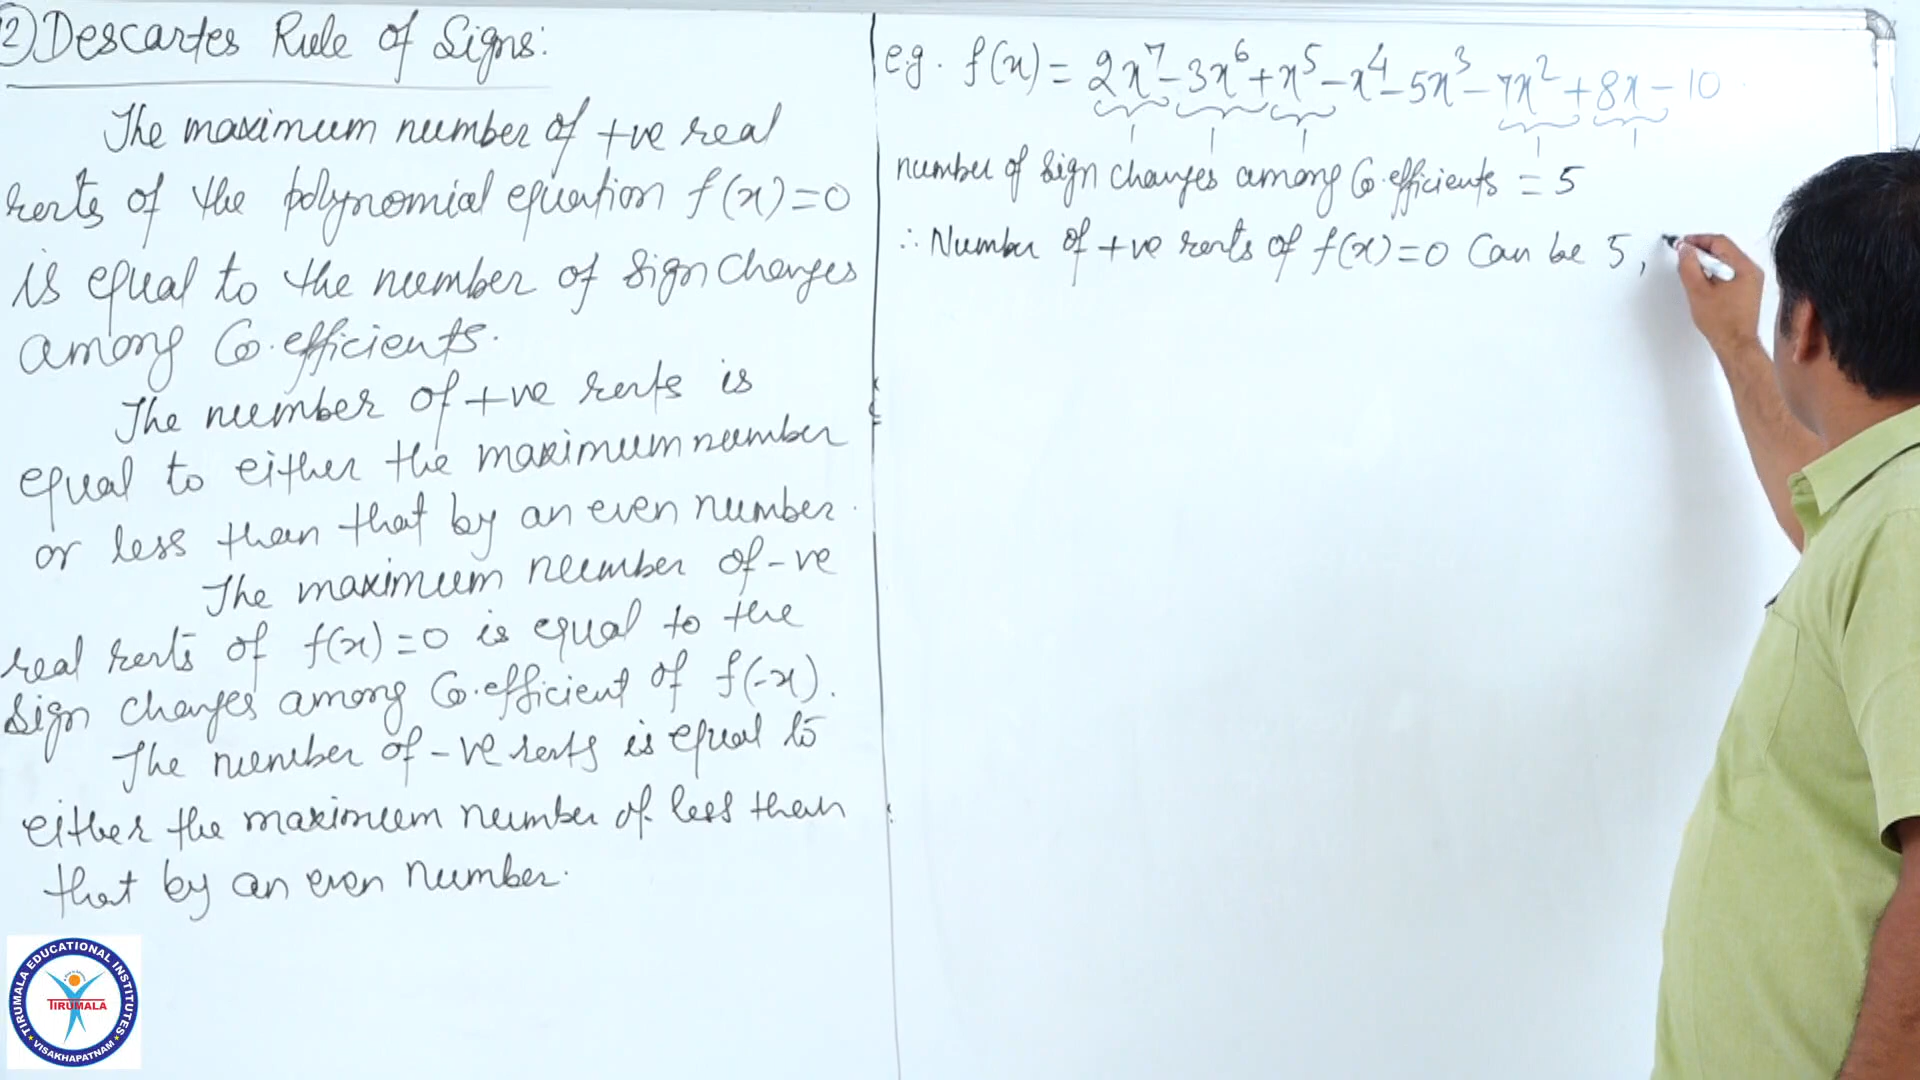 2) Descartes Rule of Signs:
The maximum number of +ve real
roots of the polynomial equation f(x)=0
is equal to the number of sign changes
among Co.efficients.
The number of +ve roots is
equal to either the maximum number
or less than that by an even number.
The maximum number of -ve
real roots of f(x)=0 is equal to the
sign changes among Co.efficient of f(-x).
The number of -ve roots is equal to
either the maximum number of less than
that by an even number.
e.g. f(x) = 2x⁷-3x⁶+x⁵-x⁴-5x³-7x²+8x-10
number of sign changes among Co.efficients = 5
∴ Number of +ve roots of f(x)=0 Can be 5,
TIRUMALA EDUCATIONAL INSTITUTES
TIRUMALA
★ VISAKHAPATNAM ★